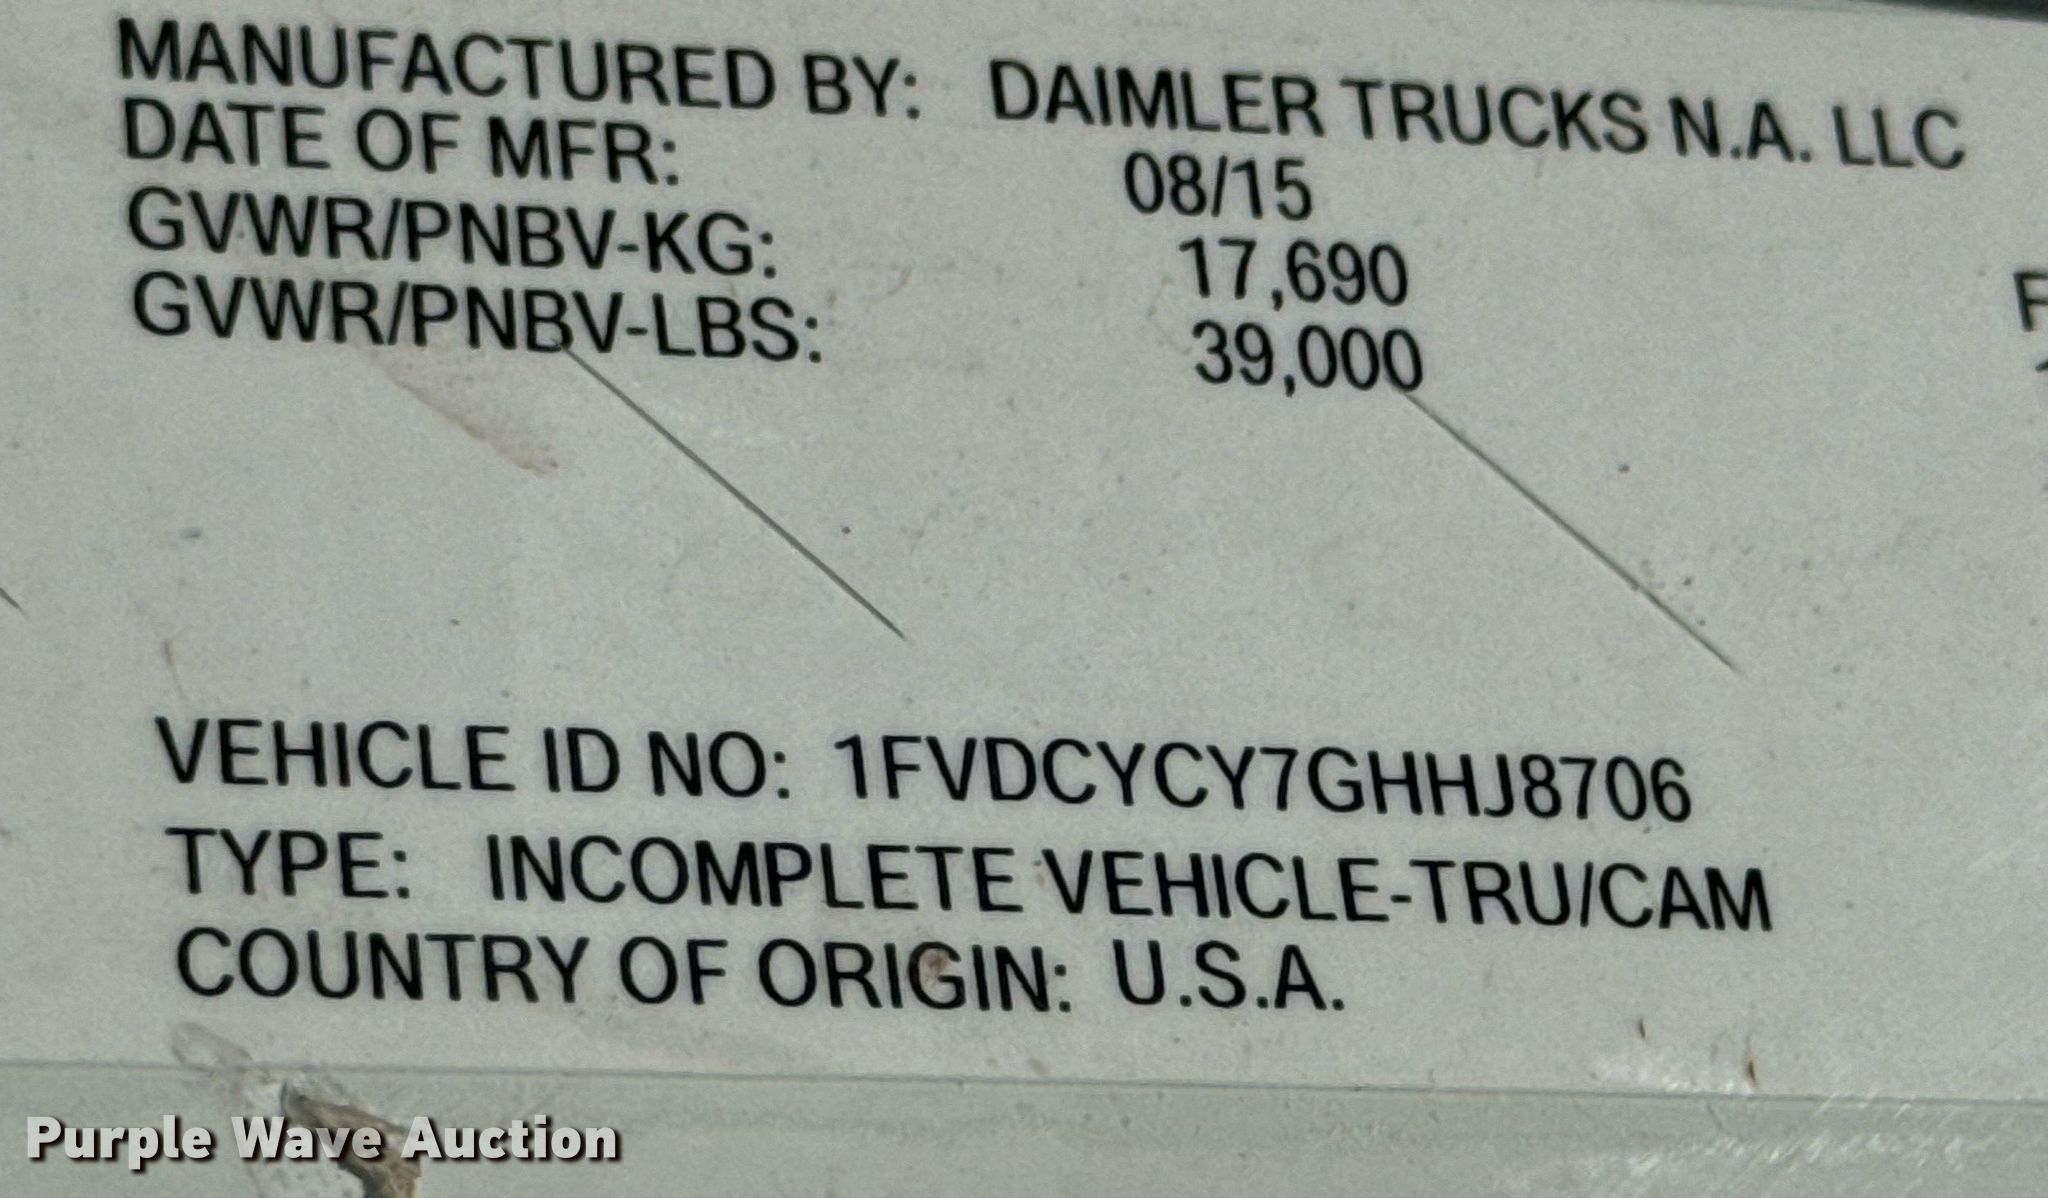 MANUFACTURED BY: DAIMLER TRUCKS N.A. LLC
DATE OF MFR: 08/15
GVWR/PNBV-KG: 17,690
GVWR/PNBV-LBS: 39,000
VEHICLE ID NO: 1FVDCYCY7GHHJ8706
TYPE: INCOMPLETE VEHICLE-TRU/CAM
COUNTRY OF ORIGIN: U.S.A.
Purple Wave Auction